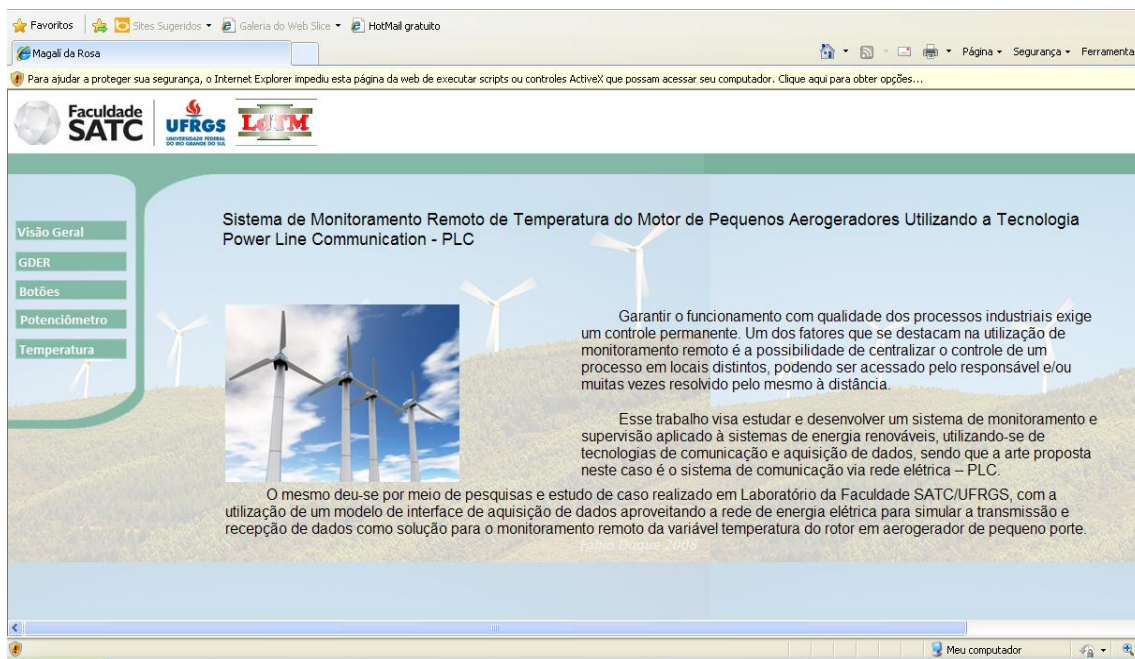 Favoritos Sites Sugeridos Galeria do Web Slice HotMail gratuito
Magalí da Rosa Página Segurança Ferramenta
Para ajudar a proteger sua segurança, o Internet Explorer impediu esta página da web de executar scripts ou controles ActiveX que possam acessar seu computador. Clique aqui para obter opções...
Faculdade
SATC
UFRGS
UNIVERSIDADE FEDERAL
DO RIO GRANDE DO SUL
LdTM
Visão Geral
GDER
Botões
Potenciômetro
Temperatura
Sistema de Monitoramento Remoto de Temperatura do Motor de Pequenos Aerogeradores Utilizando a Tecnologia
Power Line Communication - PLC
Garantir o funcionamento com qualidade dos processos industriais exige
um controle permanente. Um dos fatores que se destacam na utilização de
monitoramento remoto é a possibilidade de centralizar o controle de um
processo em locais distintos, podendo ser acessado pelo responsável e/ou
muitas vezes resolvido pelo mesmo à distância.
Esse trabalho visa estudar e desenvolver um sistema de monitoramento e
supervisão aplicado à sistemas de energia renováveis, utilizando-se de
tecnologias de comunicação e aquisição de dados, sendo que a arte proposta
neste caso é o sistema de comunicação via rede elétrica – PLC.
O mesmo deu-se por meio de pesquisas e estudo de caso realizado em Laboratório da Faculdade SATC/UFRGS, com a
utilização de um modelo de interface de aquisição de dados aproveitando a rede de energia elétrica para simular a transmissão e
recepção de dados como solução para o monitoramento remoto da variável temperatura do rotor em aerogerador de pequeno porte.
Fabio Duque 2008
Meu computador